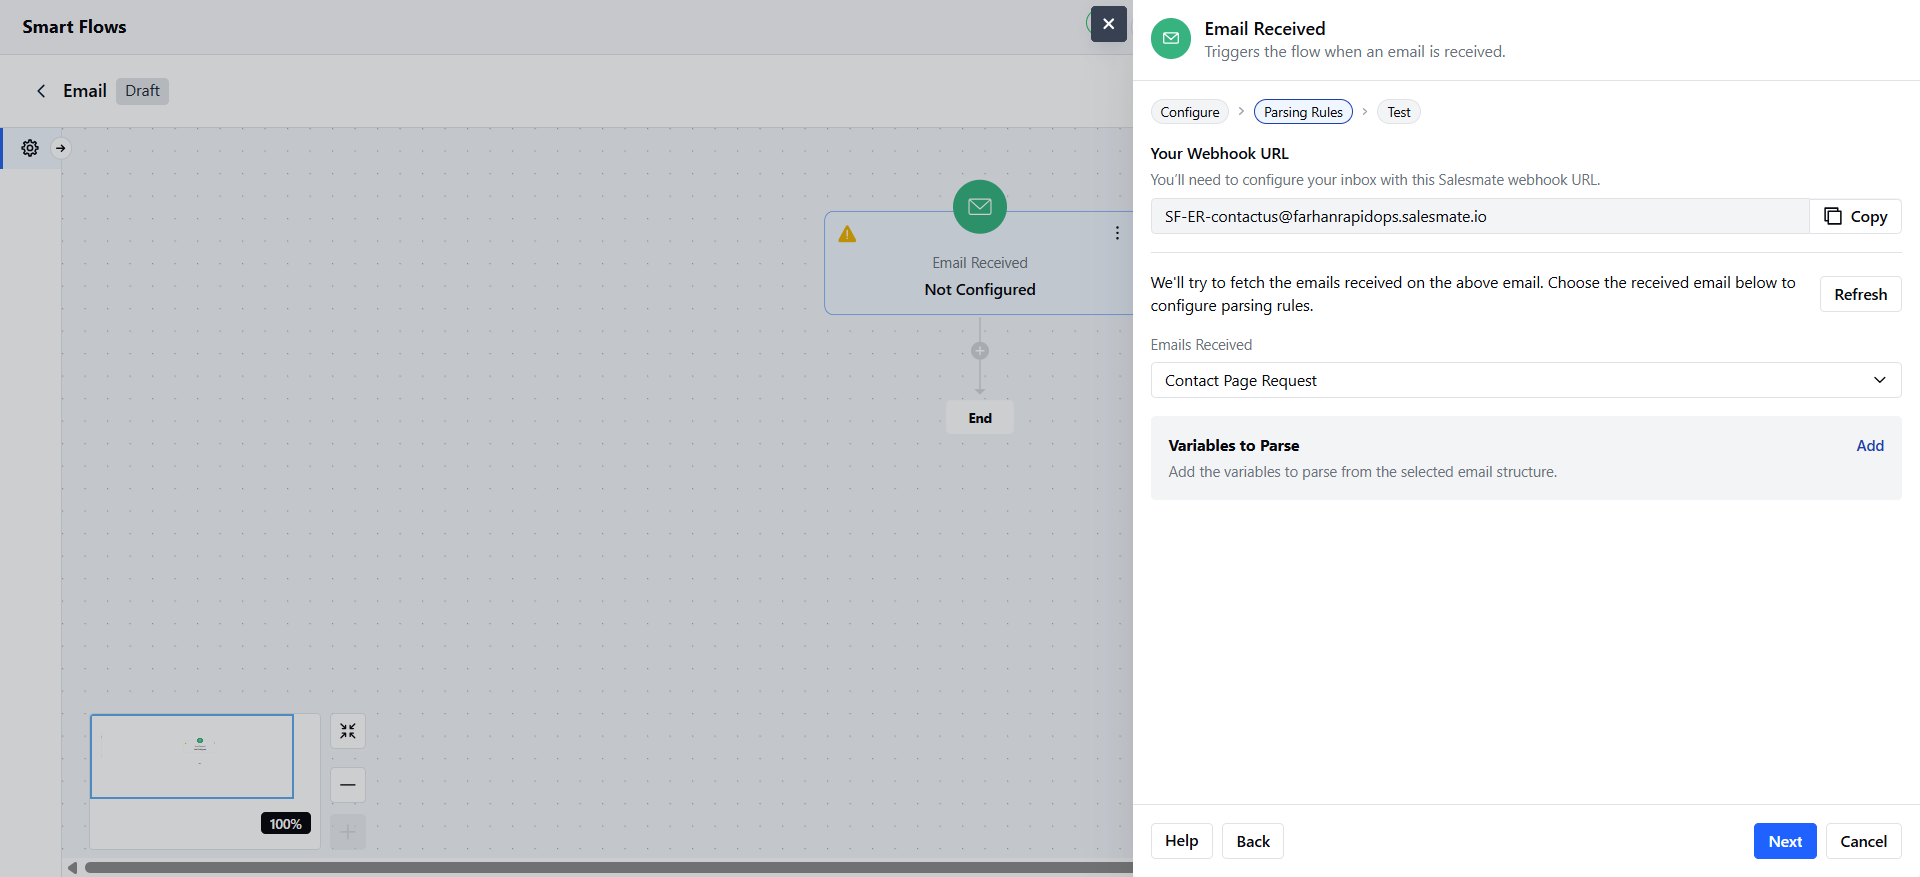 Smart Flows
Email Draft
Email Received
Not Configured
End
100%
Email Received
Triggers the flow when an email is received.
Configure Parsing Rules Test
Your Webhook URL
You'll need to configure your inbox with this Salesmate webhook URL.
SF-ER-contactus@farhanrapidops.salesmate.io Copy
We'll try to fetch the emails received on the above email. Choose the received email below to
configure parsing rules.
Refresh
Emails Received
Contact Page Request
Variables to Parse Add
Add the variables to parse from the selected email structure.
Help Back Next Cancel